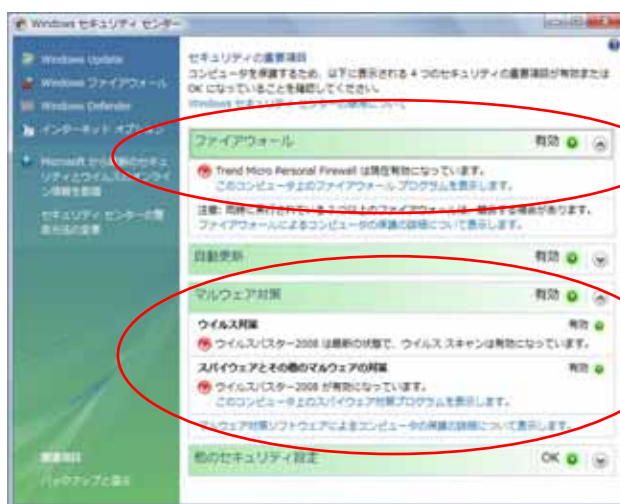 Windows セキュリティ センター
Windows Update
Windows ファイアウォール
Windows Defender
インターネット オプション
Microsoft から最新のセキュ
リティとウイルスのオンライ
ン情報を取得
セキュリティ センターの警
告方法の変更
重要項目
バックアップと復元
セキュリティの重要項目
コンピュータを保護するため、以下に表示される 4 つのセキュリティの重要項目が有効または
OK になっていることを確認してください。
Windows セキュリティ センターの使用について
ファイアウォール 有効
Trend Micro Personal Firewall は現在有効になっています。
このコンピュータ上のファイアウォール プログラムを表示します。
注意: 同時に実行されている 2 つ以上のファイアウォールは、競合する場合があります。
ファイアウォールによるコンピュータの保護の詳細について表示します。
自動更新 有効
マルウェア対策 有効
ウイルス対策 有効
ウイルスバスター2008 は最新の状態で、ウイルス スキャンは有効になっています。
スパイウェアとその他のマルウェアの対策 有効
ウイルスバスター2008 が有効になっています。
このコンピュータ上のスパイウェア対策プログラムを表示します。
マルウェア対策ソフトウェアによるコンピュータの保護の詳細について表示します。
他のセキュリティ設定 OK